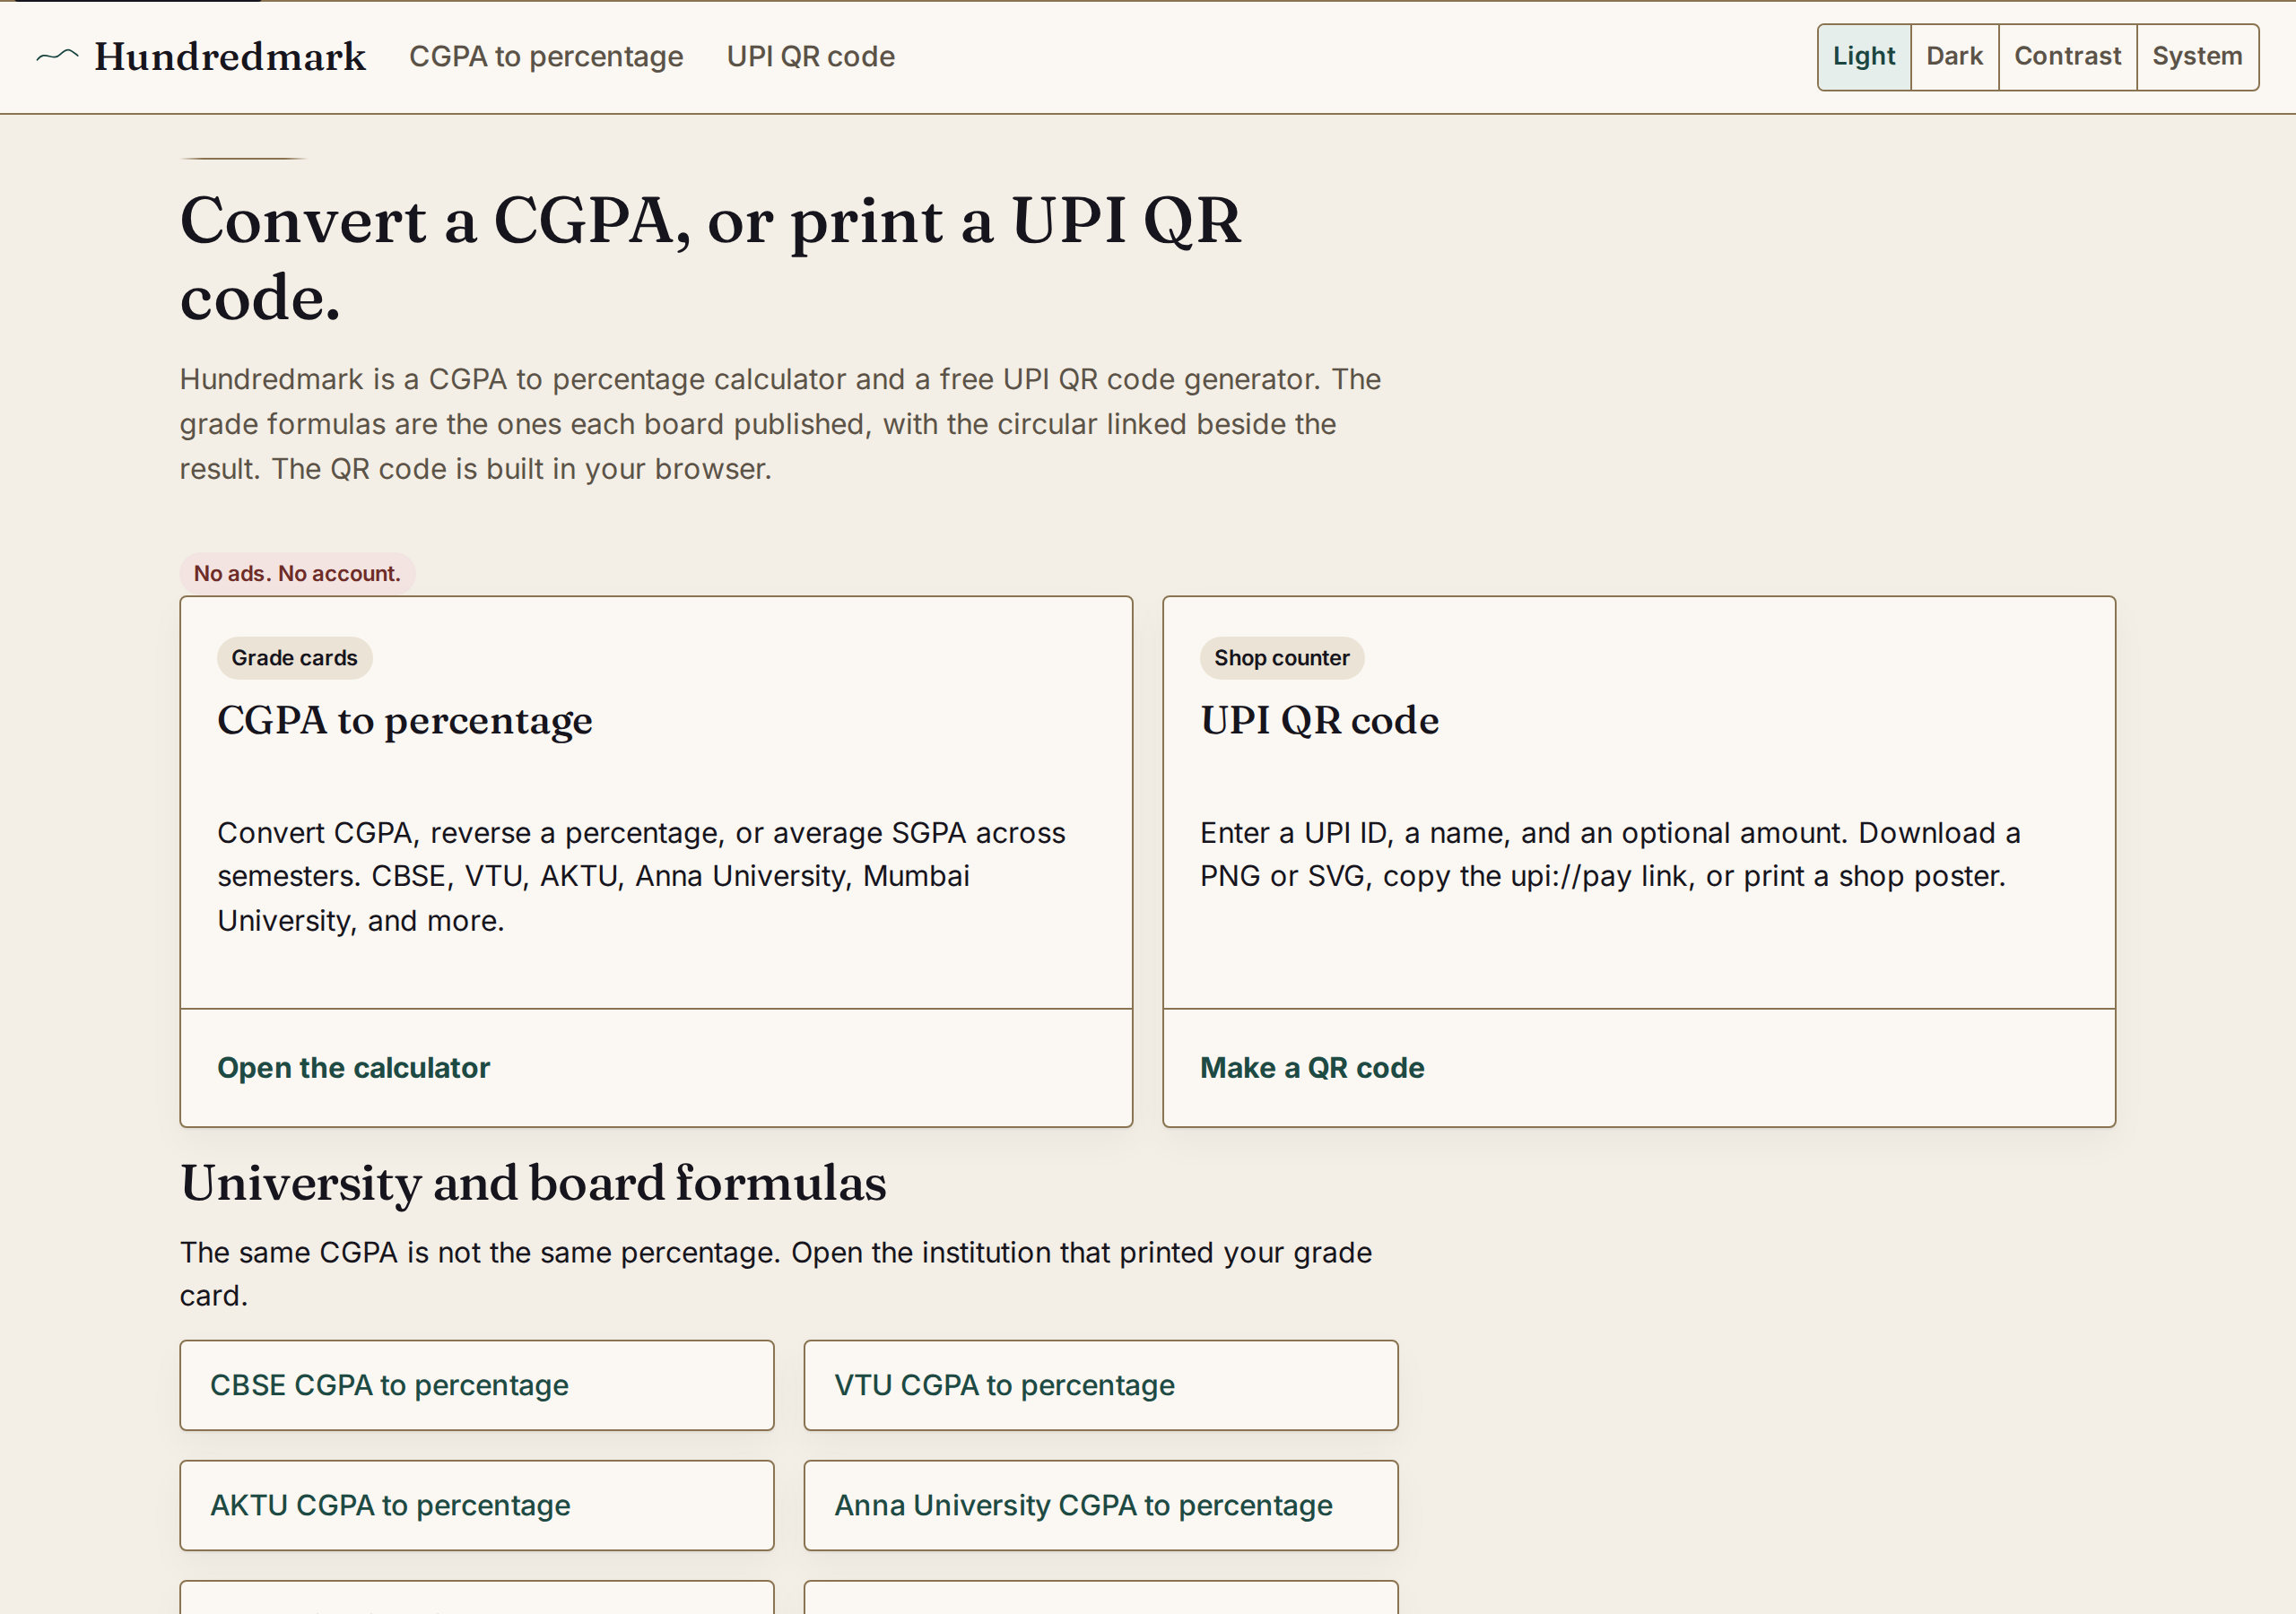 Hundredmark
CGPA to percentage
UPI QR code
Light
Dark
Contrast
System
Convert a CGPA, or print a UPI QR
code.
Hundredmark is a CGPA to percentage calculator and a free UPI QR code generator. The
grade formulas are the ones each board published, with the circular linked beside the
result. The QR code is built in your browser.
No ads. No account.
Grade cards
CGPA to percentage
Convert CGPA, reverse a percentage, or average SGPA across
semesters. CBSE, VTU, AKTU, Anna University, Mumbai
University, and more.
Open the calculator
Shop counter
UPI QR code
Enter a UPI ID, a name, and an optional amount. Download a
PNG or SVG, copy the upi://pay link, or print a shop poster.
Make a QR code
University and board formulas
The same CGPA is not the same percentage. Open the institution that printed your grade
card.
CBSE CGPA to percentage
VTU CGPA to percentage
AKTU CGPA to percentage
Anna University CGPA to percentage